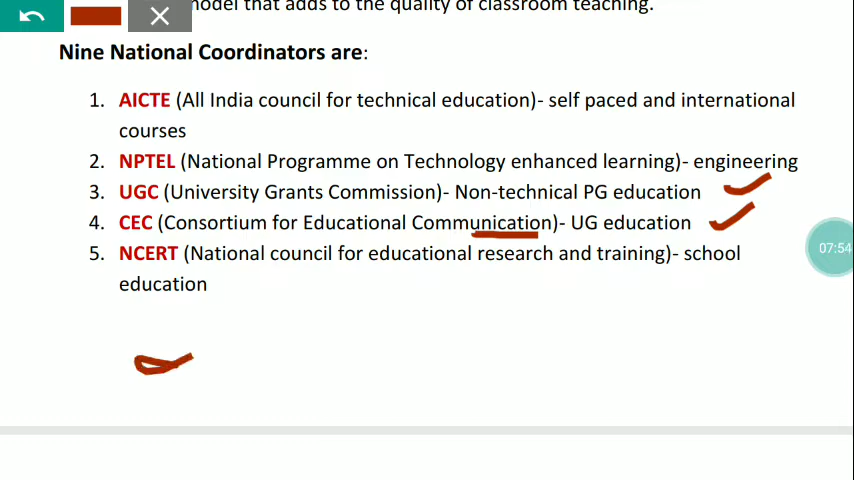 model that adds to the quality of classroom teaching.
Nine National Coordinators are:
1. AICTE (All India council for technical education)- self paced and international
courses
2. NPTEL (National Programme on Technology enhanced learning)- engineering
3. UGC (University Grants Commission)- Non-technical PG education
4. CEC (Consortium for Educational Communication)- UG education
5. NCERT (National council for educational research and training)- school
education
07:54